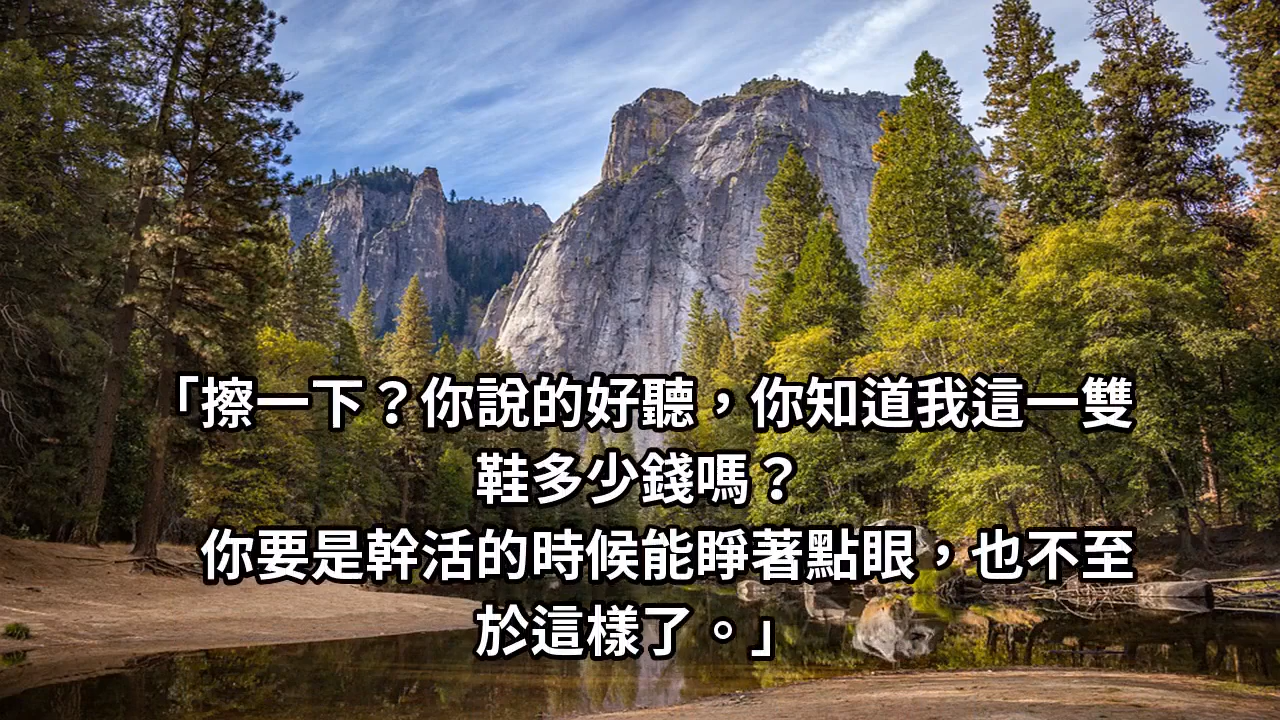 「擦一下？你說的好聽，你知道我這一雙
鞋多少錢嗎？
你要是幹活的時候能睜著點眼，也不至
於這樣了。」